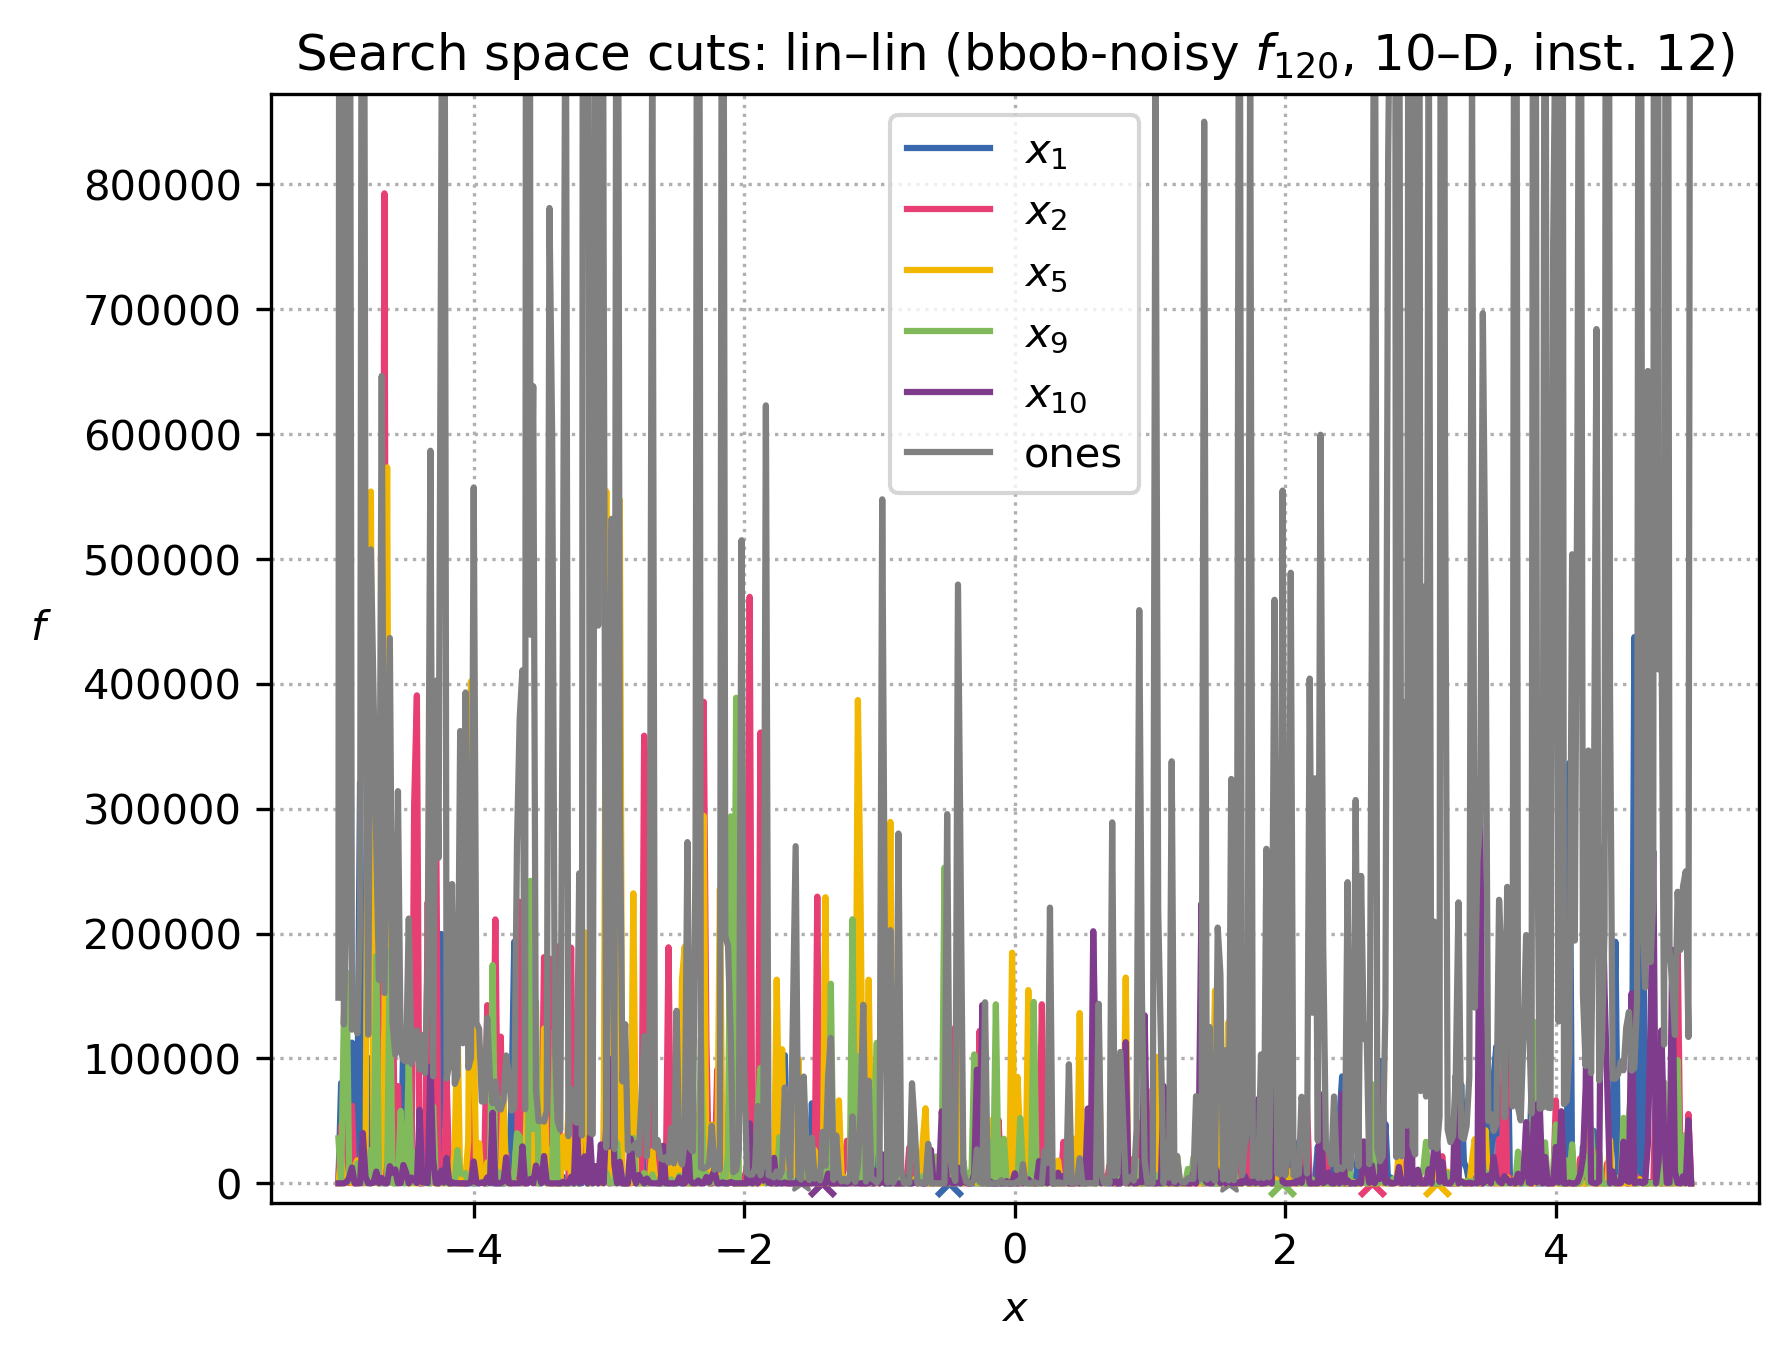 Search space cuts: lin–lin (bbob-noisy f120, 10–D, inst. 12)
800000
700000
600000
500000
400000
300000
200000
100000
0
f
x1
x2
x5
x9
x10
ones
−4
−2
0
2
4
x